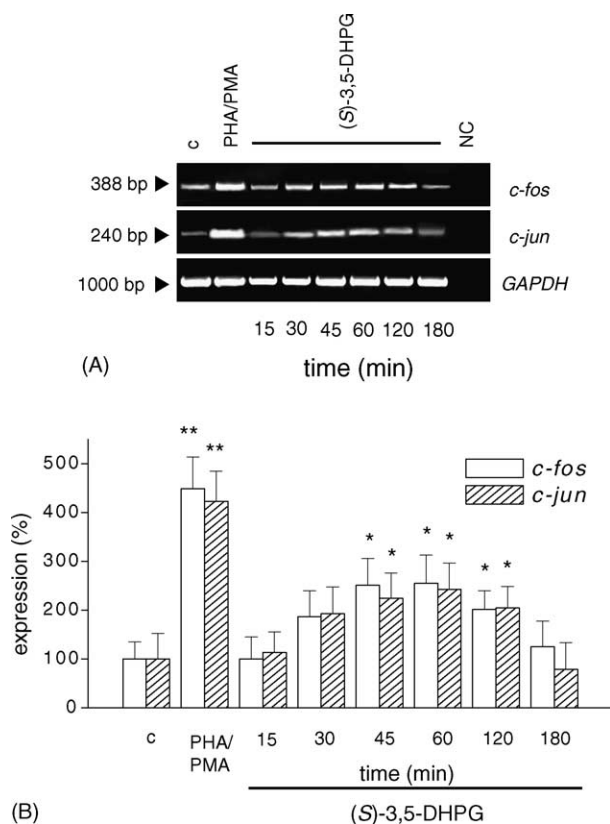 (S)-3,5-DHPG
c
PHA/PMA
NC
388 bp
c-fos
240 bp
c-jun
1000 bp
GAPDH
15 30 45 60 120 180
time (min)
(A)
** **
500
400
300
200
100
0
expression (%)
c-fos
c-jun
* * * * * *
c PHA/ 15 30 45 60 120 180
PMA
time (min)
(S)-3,5-DHPG
(B)